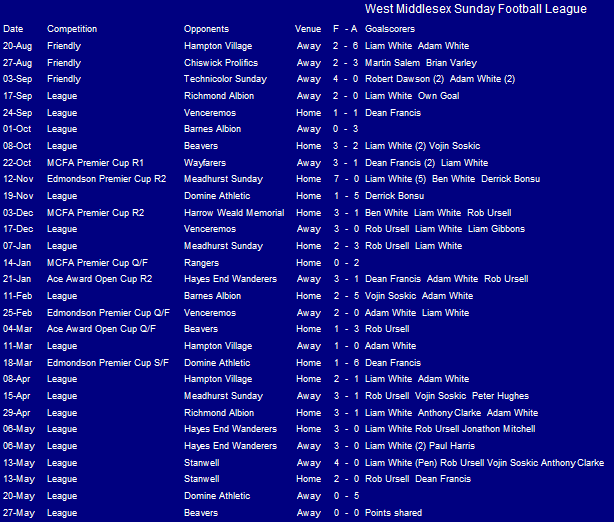 West Middlesex Sunday Football League
Date Competition Opponents Venue F - A Goalscorers
20-Aug Friendly Hampton Village Away 2 - 6 Liam White Adam White
27-Aug Friendly Chiswick Prolifics Away 2 - 3 Martin Salem Brian Varley
03-Sep Friendly Technicolor Sunday Away 4 - 0 Robert Dawson (2) Adam White (2)
17-Sep League Richmond Albion Away 2 - 0 Liam White Own Goal
24-Sep League Venceremos Home 1 - 1 Dean Francis
01-Oct League Barnes Albion Away 0 - 3
08-Oct League Beavers Home 3 - 2 Liam White (2) Vojin Soskic
22-Oct MCFA Premier Cup R1 Wayfarers Away 3 - 1 Dean Francis (2) Liam White
12-Nov Edmondson Premier Cup R2 Meadhurst Sunday Home 7 - 0 Liam White (5) Ben White Derrick Bonsu
19-Nov League Domine Athletic Home 1 - 5 Derrick Bonsu
03-Dec MCFA Premier Cup R2 Harrow Weald Memorial Home 3 - 1 Ben White Liam White Rob Ursell
17-Dec League Venceremos Away 3 - 0 Rob Ursell Liam White Liam Gibbons
07-Jan League Meadhurst Sunday Home 2 - 3 Rob Ursell Liam White
14-Jan MCFA Premier Cup Q/F Rangers Home 0 - 2
21-Jan Ace Award Open Cup R2 Hayes End Wanderers Away 3 - 1 Dean Francis Adam White Rob Ursell
11-Feb League Barnes Albion Home 2 - 5 Vojin Soskic Adam White
25-Feb Edmondson Premier Cup Q/F Venceremos Away 2 - 0 Adam White Liam White
04-Mar Ace Award Open Cup Q/F Beavers Home 1 - 3 Rob Ursell
11-Mar League Hampton Village Away 1 - 0 Adam White
18-Mar Edmondson Premier Cup S/F Domine Athletic Home 1 - 6 Dean Francis
08-Apr League Hampton Village Home 2 - 1 Liam White Adam White
15-Apr League Meadhurst Sunday Away 3 - 1 Rob Ursell Vojin Soskic Peter Hughes
29-Apr League Richmond Albion Home 3 - 1 Liam White Anthony Clarke Adam White
06-May League Hayes End Wanderers Home 3 - 0 Liam White Rob Ursell Jonathon Mitchell
06-May League Hayes End Wanderers Away 3 - 0 Liam White (2) Paul Harris
13-May League Stanwell Away 4 - 0 Liam White (Pen) Rob Ursell Vojin Soskic Anthony Clarke
13-May League Stanwell Home 2 - 0 Rob Ursell Dean Francis
20-May League Domine Athletic Away 0 - 5
27-May League Beavers Away 0 - 0 Points shared